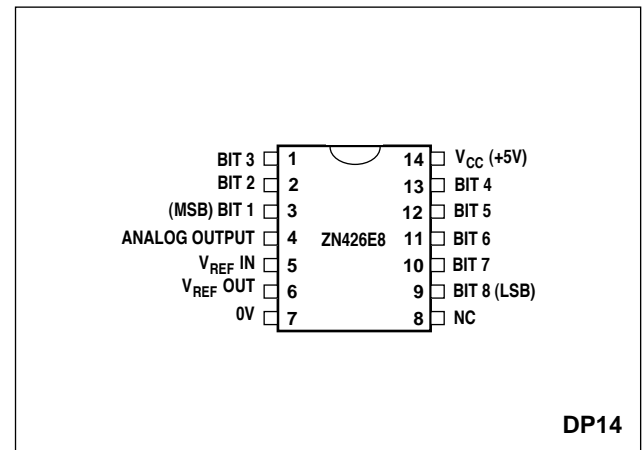 BIT 3 1 14 VCC (+5V)
BIT 2 2 13 BIT 4
(MSB) BIT 1 3 12 BIT 5
ANALOG OUTPUT 4 ZN426E8 11 BIT 6
VREF IN 5 10 BIT 7
VREF OUT 6 9 BIT 8 (LSB)
0V 7 8 NC
DP14